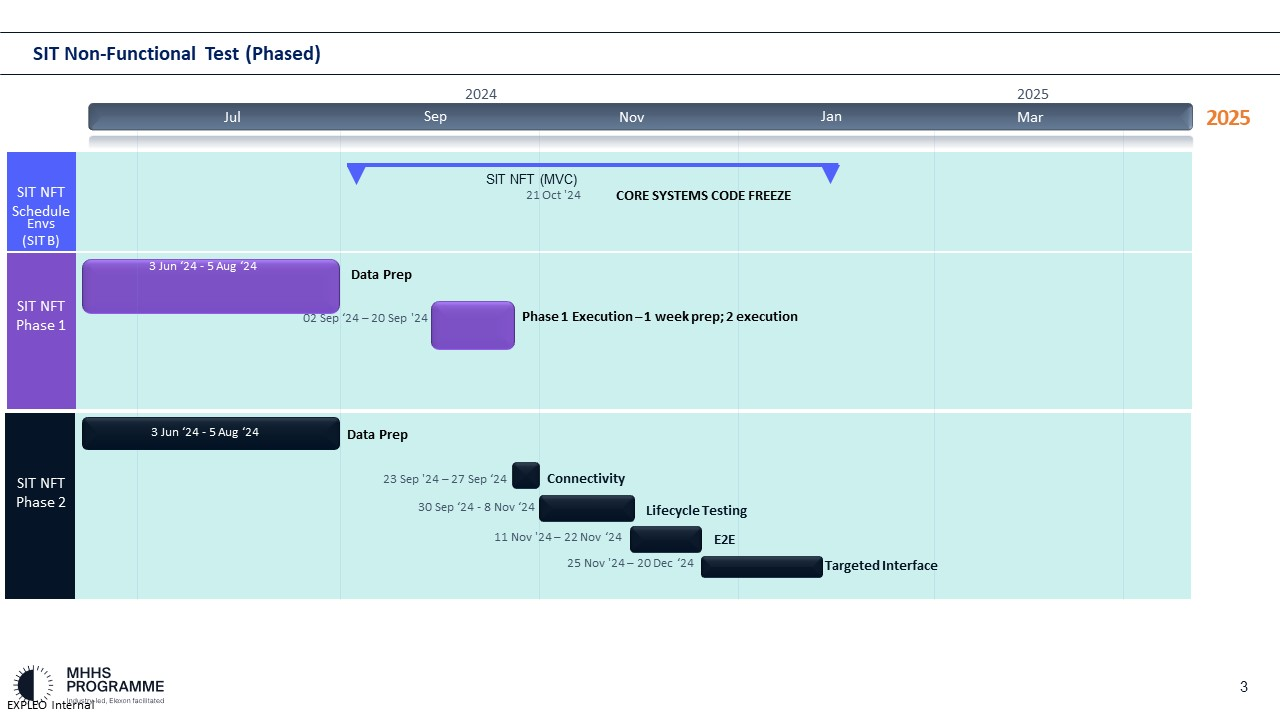 SIT Non-Functional Test (Phased)
2024
2025
Jul
Sep
Nov
Jan
Mar
2025
SIT NFT
Schedule
Envs
(SIT B)
SIT NFT (MVC)
21 Oct '24
CORE SYSTEMS CODE FREEZE
SIT NFT
Phase 1
3 Jun ‘24 - 5 Aug ‘24
Data Prep
02 Sep ‘24 – 20 Sep '24
Phase 1 Execution – 1 week prep; 2 execution
SIT NFT
Phase 2
3 Jun ‘24 - 5 Aug ‘24
Data Prep
23 Sep '24 – 27 Sep ‘24
Connectivity
30 Sep ‘24 - 8 Nov ‘24
Lifecycle Testing
11 Nov '24 – 22 Nov ‘24
E2E
25 Nov '24 – 20 Dec ‘24
Targeted Interface
MHHS
PROGRAMME
Industry-led, Elexon facilitated
EXPLEO Internal
3